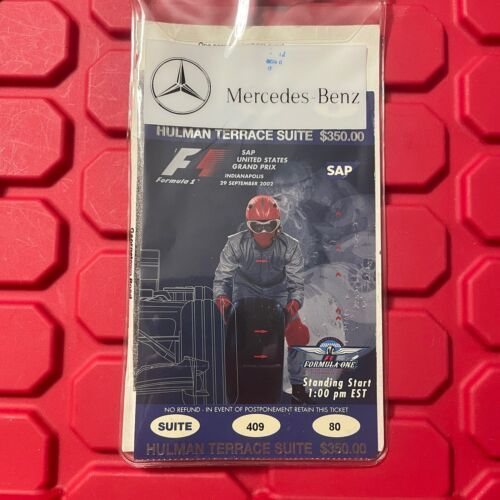 Mercedes-Benz
HULMAN TERRACE SUITE $350.00
F1
Formula 1
SAP
UNITED STATES
GRAND PRIX
INDIANAPOLIS
29 SEPTEMBER 2002
SAP
FORMULA ONE
Standing Start
1:00 pm EST
NO REFUND - IN EVENT OF POSTPONEMENT RETAIN THIS TICKET
SUITE 409 80
HULMAN TERRACE SUITE $350.00